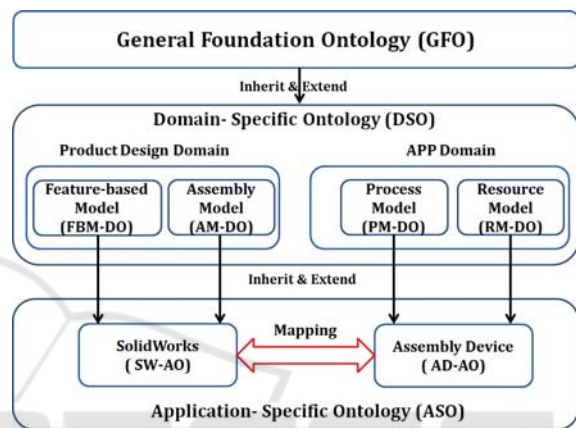 General Foundation Ontology (GFO)
Inherit & Extend
Domain- Specific Ontology (DSO)
Product Design Domain
APP Domain
Feature-based
Model
(FBM-DO)
Assembly
Model
(AM-DO)
Process
Model
(PM-DO)
Resource
Model
(RM-DO)
Inherit & Extend
SolidWorks
( SW-AO)
Mapping
Assembly Device
( AD-AO)
Application- Specific Ontology (ASO)